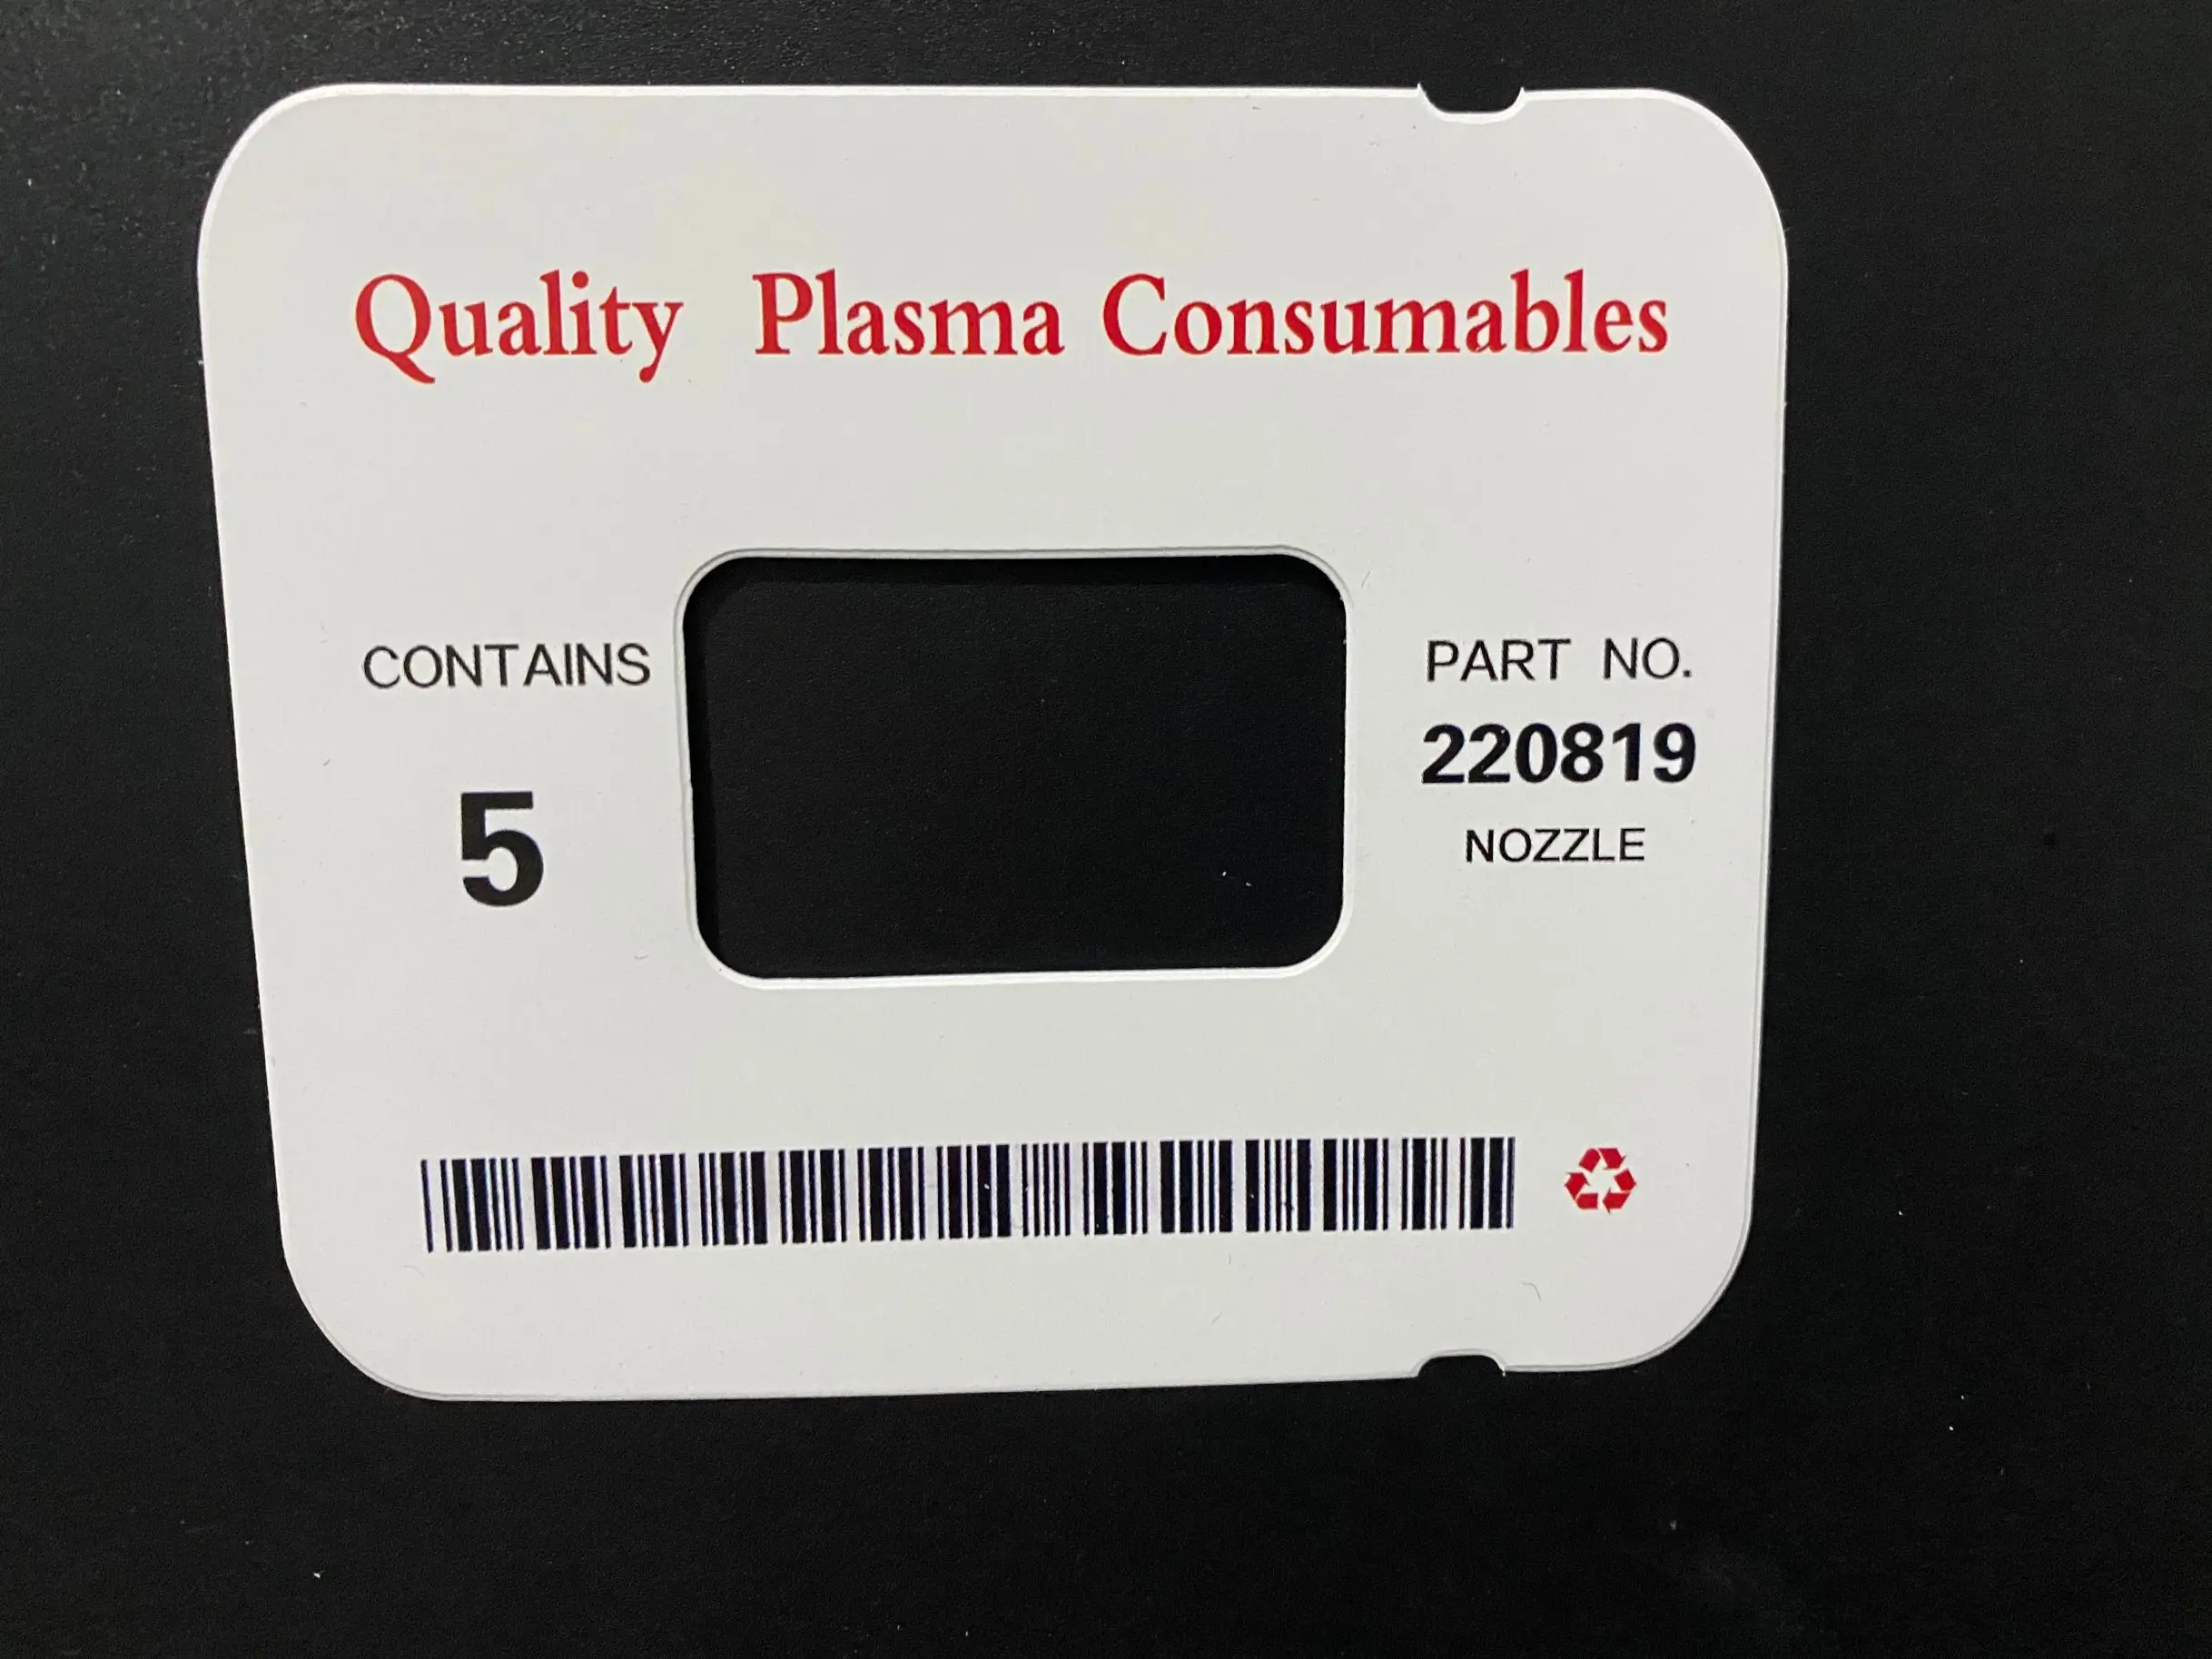 Quality Plasma Consumables
CONTAINS
5
PART NO.
220819
NOZZLE